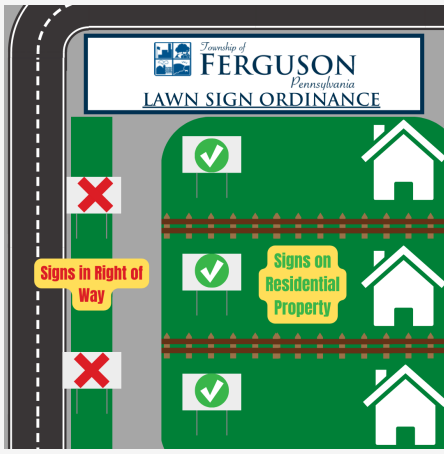 Township of
FERGUSON
Pennsylvania
LAWN SIGN ORDINANCE
Signs in Right of
Way
Signs on
Residential
Property